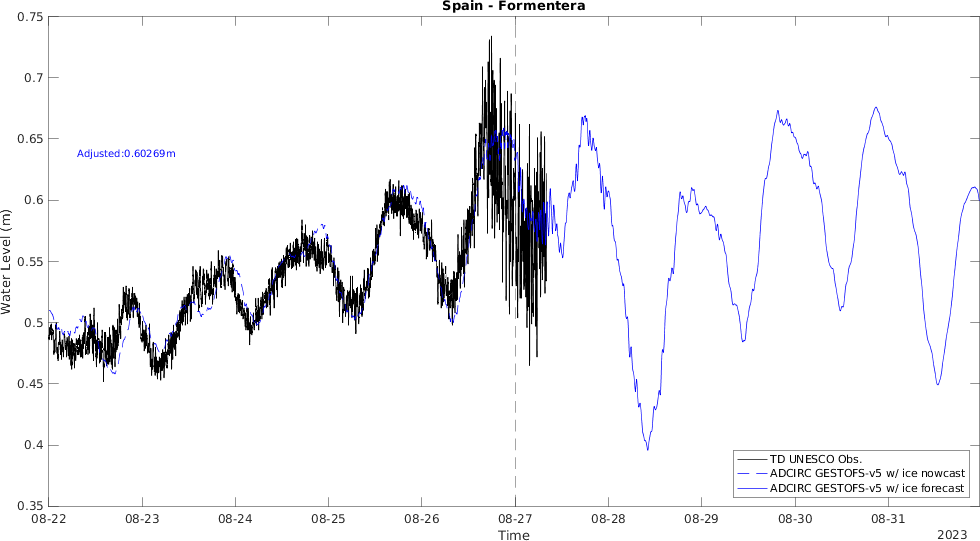 Spain - Formentera
0.75
0.7
0.65
0.6
0.55
0.5
0.45
0.4
0.35
Water Level (m)
Adjusted:0.60269m
TD UNESCO Obs.
ADCIRC GESTOFS-v5 w/ ice nowcast
ADCIRC GESTOFS-v5 w/ ice forecast
08-22 08-23 08-24 08-25 08-26 08-27 08-28 08-29 08-30 08-31
Time
2023